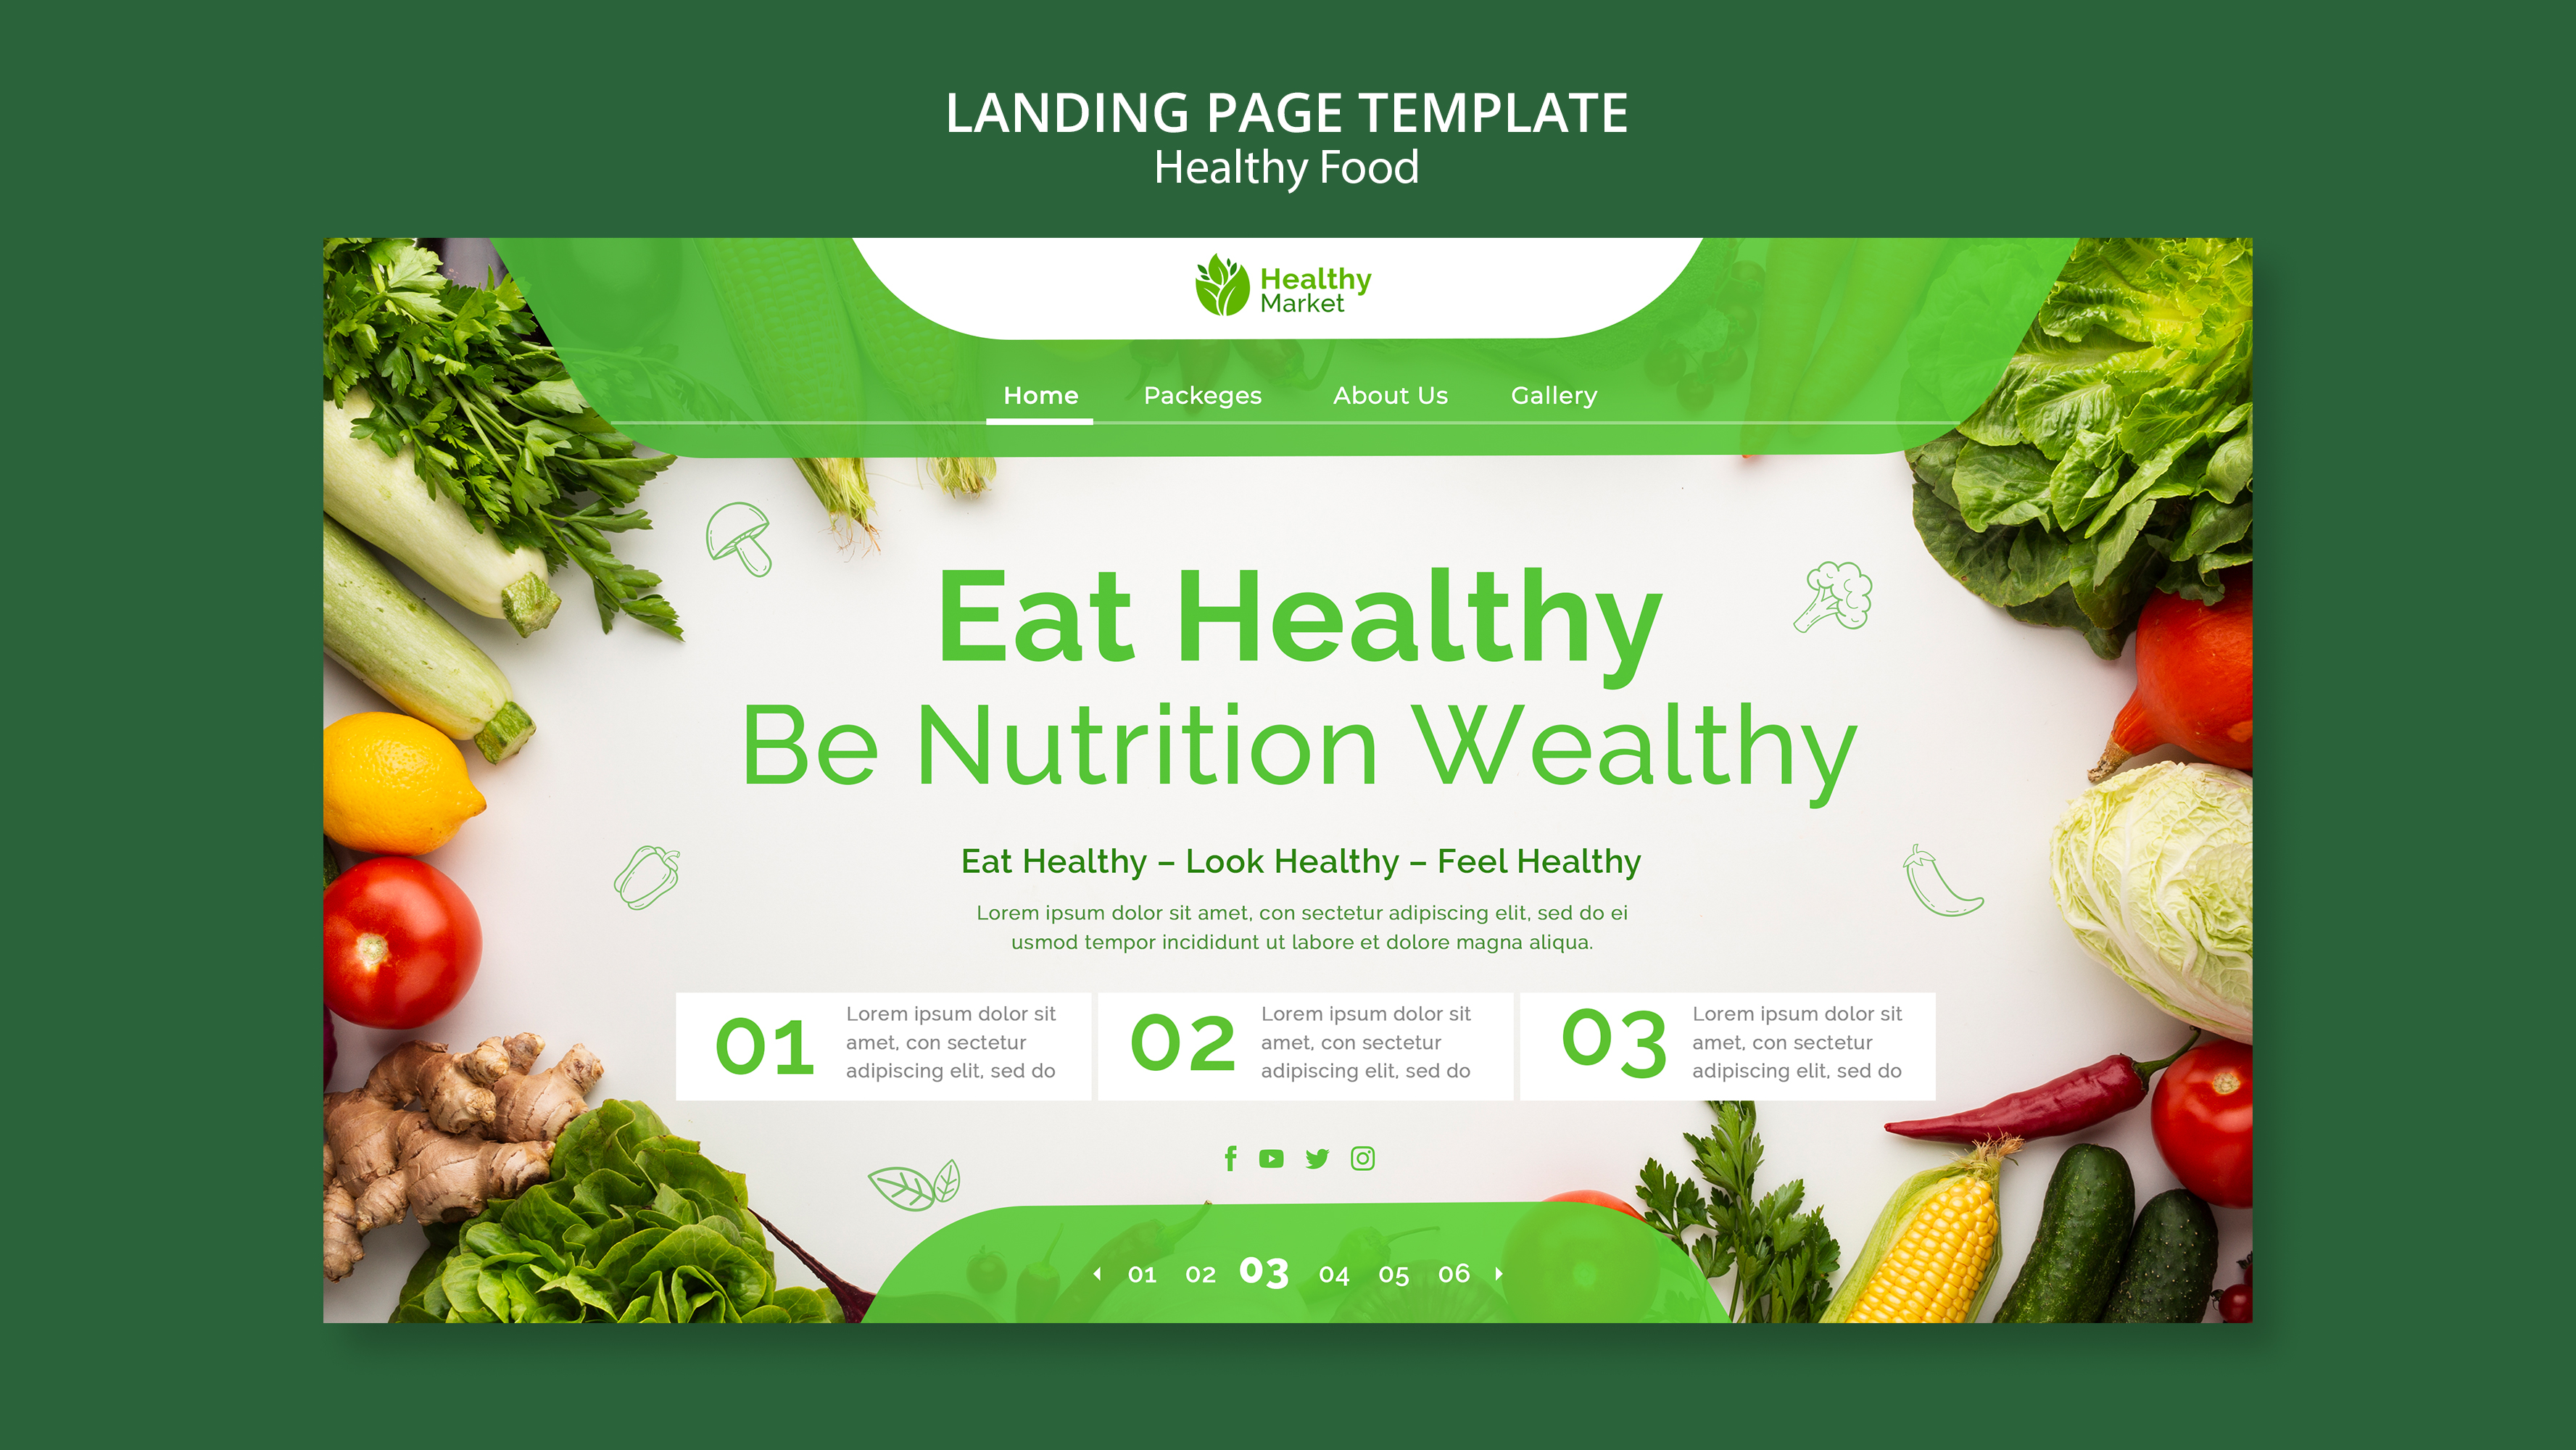 LANDING PAGE TEMPLATE
Healthy Food
Healthy
Market
Home Packeges About Us Gallery
Eat Healthy
Be Nutrition Wealthy
Eat Healthy – Look Healthy – Feel Healthy
Lorem ipsum dolor sit amet, con sectetur adipiscing elit, sed do ei
usmod tempor incididunt ut labore et dolore magna aliqua.
01
Lorem ipsum dolor sit
amet, con sectetur
adipiscing elit, sed do
02
Lorem ipsum dolor sit
amet, con sectetur
adipiscing elit, sed do
03
Lorem ipsum dolor sit
amet, con sectetur
adipiscing elit, sed do
01 02 03 04 05 06